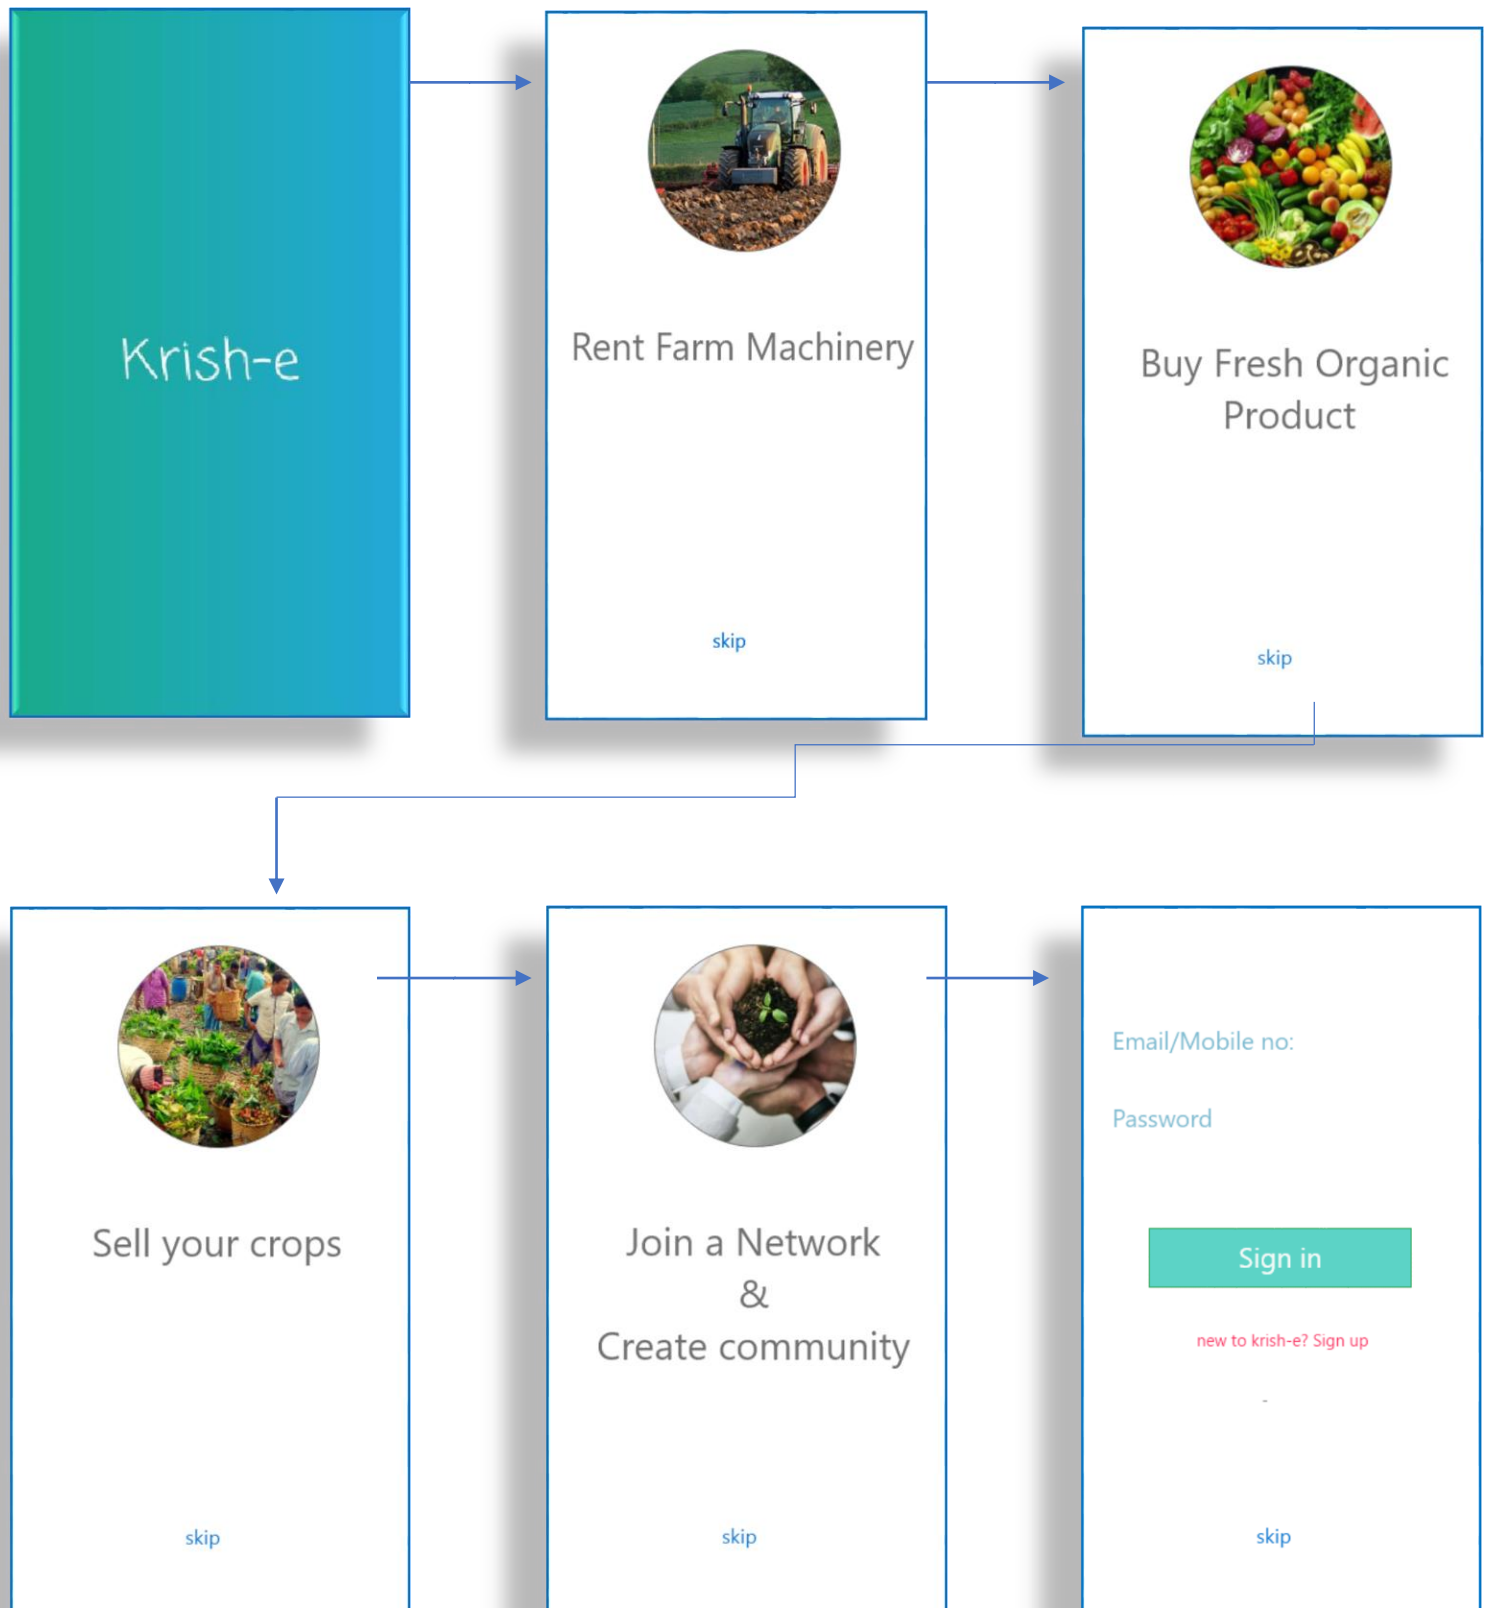 Krish-e
Rent Farm Machinery
skip
Buy Fresh Organic
Product
skip
Sell your crops
skip
Join a Network
&
Create community
skip
Email/Mobile no:
Password
Sign in
new to krish-e? Sign up
-
skip